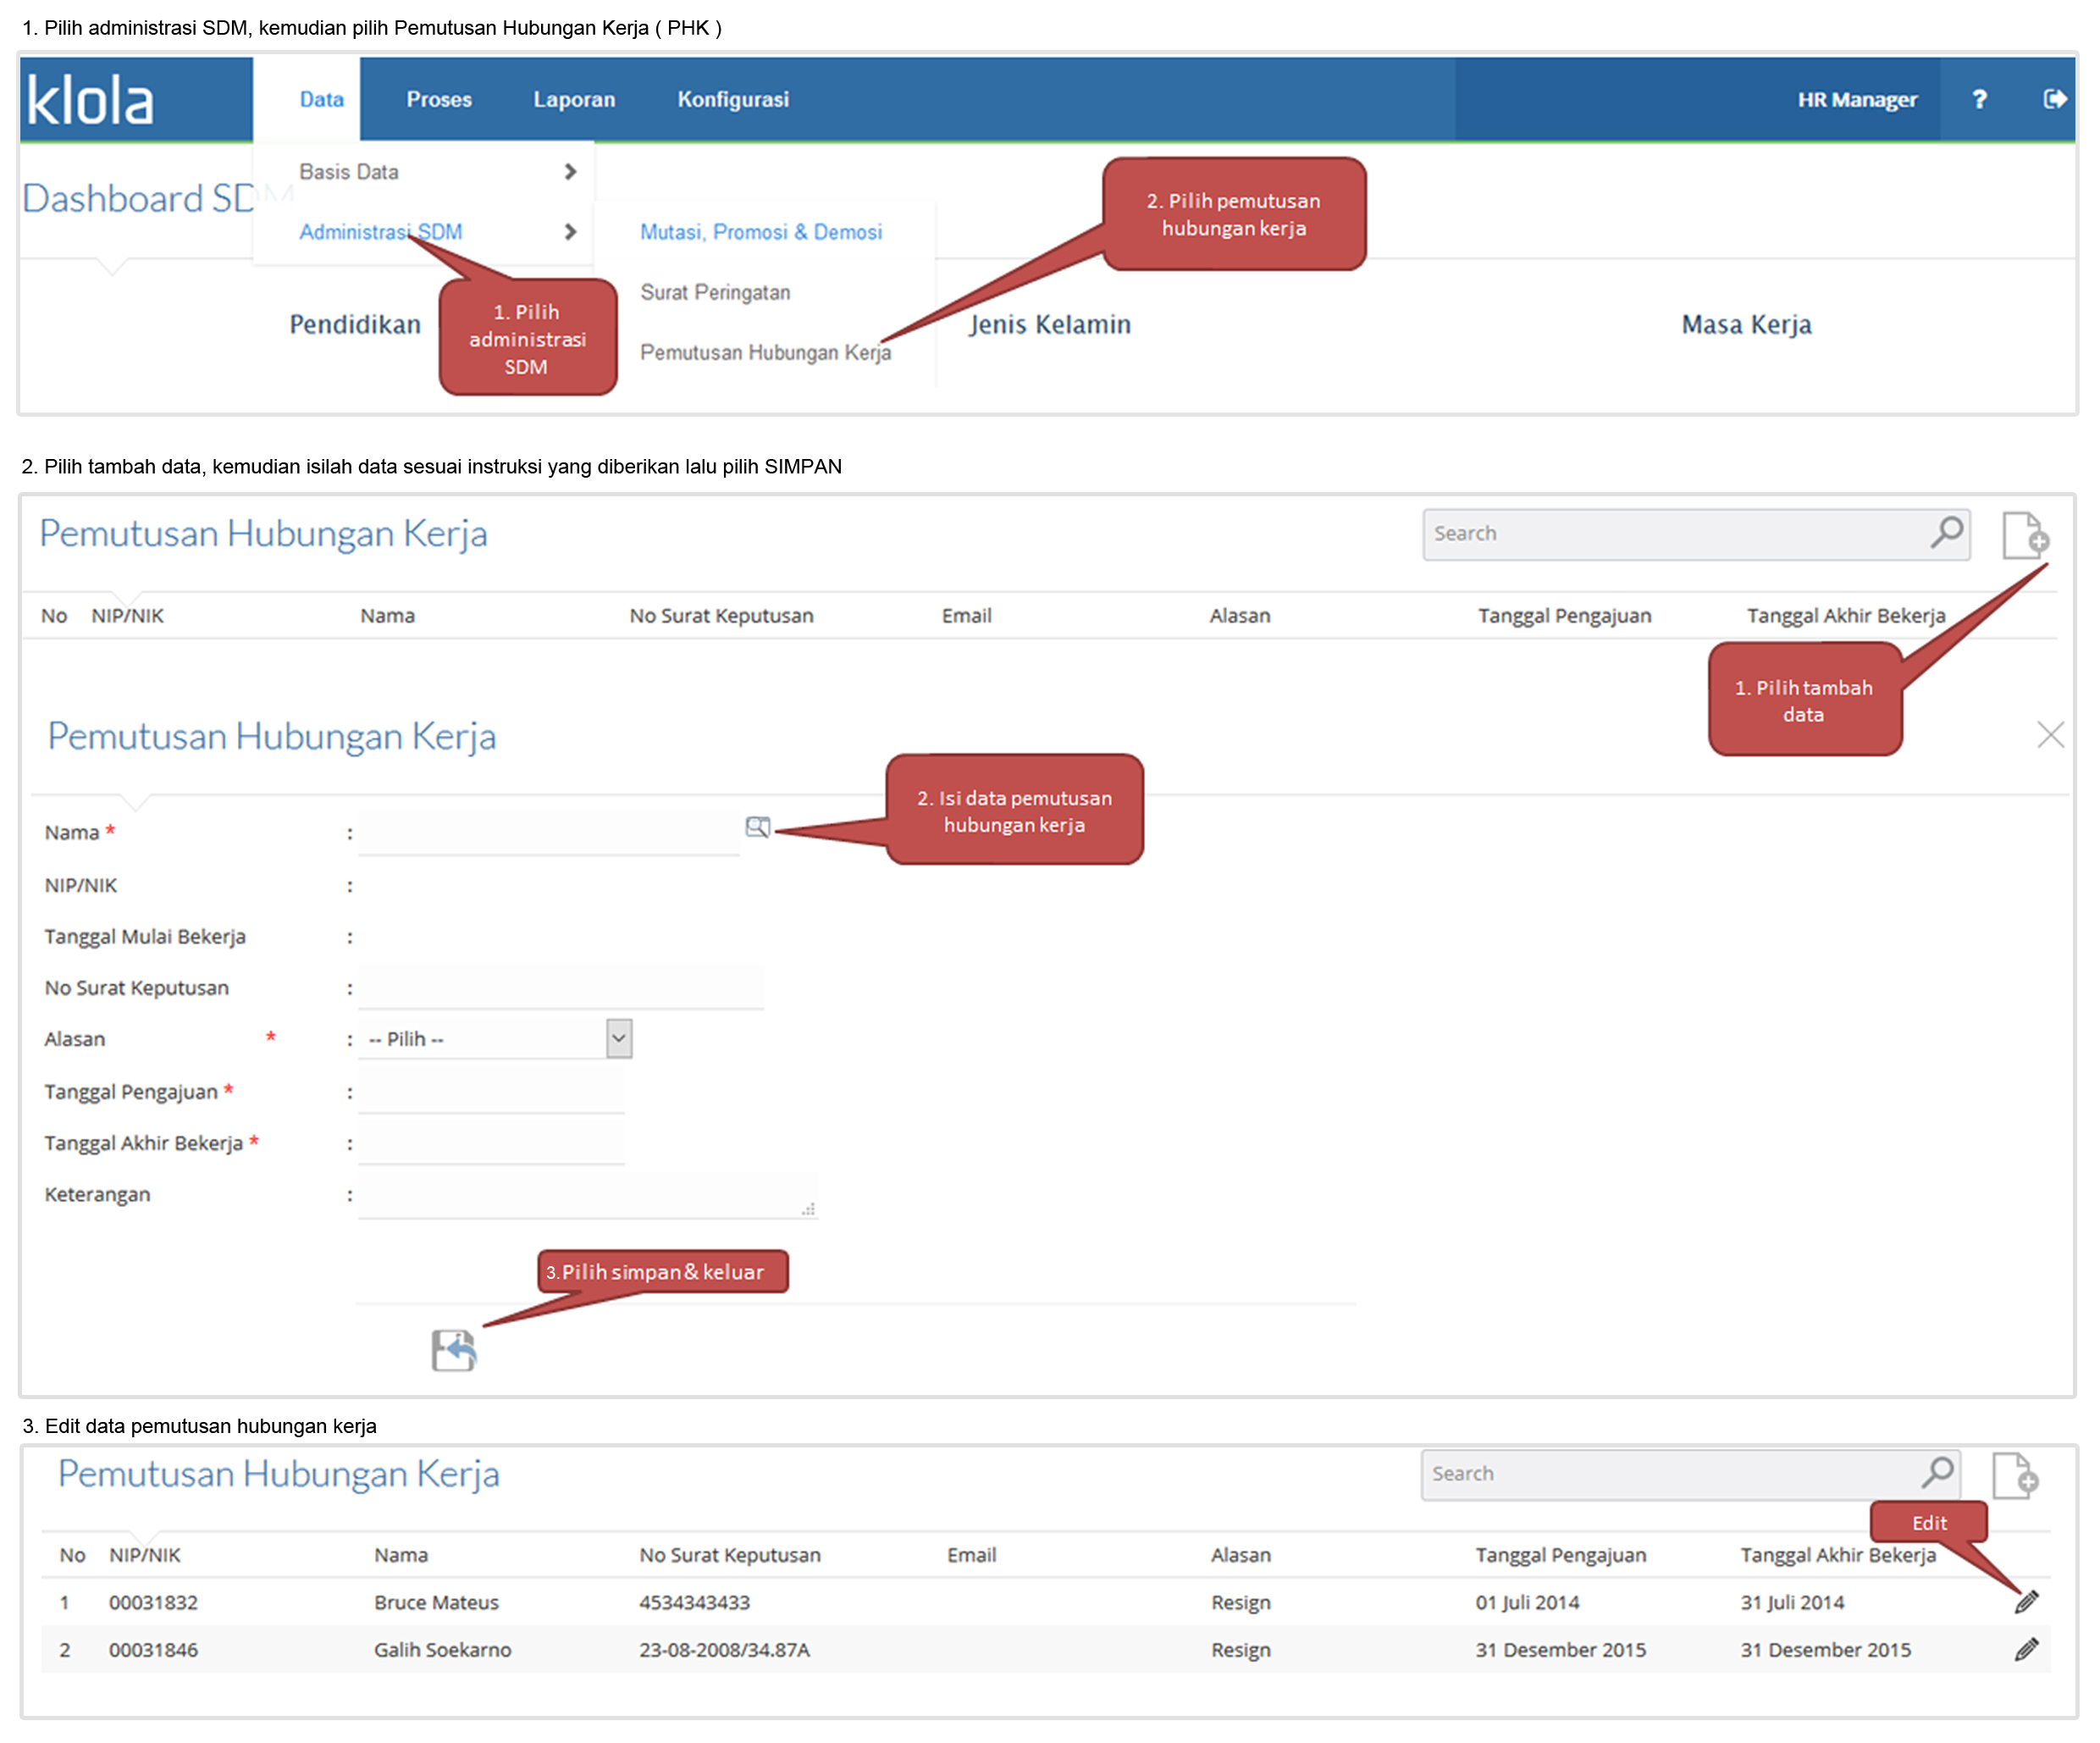 1. Pilih administrasi SDM, kemudian pilih Pemutusan Hubungan Kerja ( PHK )
klola Data Proses Laporan Konfigurasi HR Manager ?
Basis Data
Dashboard SDM
Administrasi SDM
Mutasi, Promosi & Demosi
2. Pilih pemutusan
hubungan kerja
Surat Peringatan
Pendidikan
1. Pilih
administrasi
SDM
Jenis Kelamin
Masa Kerja
Pemutusan Hubungan Kerja
2. Pilih tambah data, kemudian isilah data sesuai instruksi yang diberikan lalu pilih SIMPAN
Pemutusan Hubungan Kerja
Search
No NIP/NIK Nama No Surat Keputusan Email Alasan Tanggal Pengajuan Tanggal Akhir Bekerja
1. Pilih tambah
data
Pemutusan Hubungan Kerja
2. Isi data pemutusan
hubungan kerja
Nama * :
NIP/NIK :
Tanggal Mulai Bekerja :
No Surat Keputusan :
Alasan * : -- Pilih --
Tanggal Pengajuan * :
Tanggal Akhir Bekerja * :
Keterangan :
3. Pilih simpan & keluar
3. Edit data pemutusan hubungan kerja
Pemutusan Hubungan Kerja
Search
Edit
No NIP/NIK Nama No Surat Keputusan Email Alasan Tanggal Pengajuan Tanggal Akhir Bekerja
1 00031832 Bruce Mateus 4534343433 Resign 01 Juli 2014 31 Juli 2014
2 00031846 Galih Soekarno 23-08-2008/34.87A Resign 31 Desember 2015 31 Desember 2015